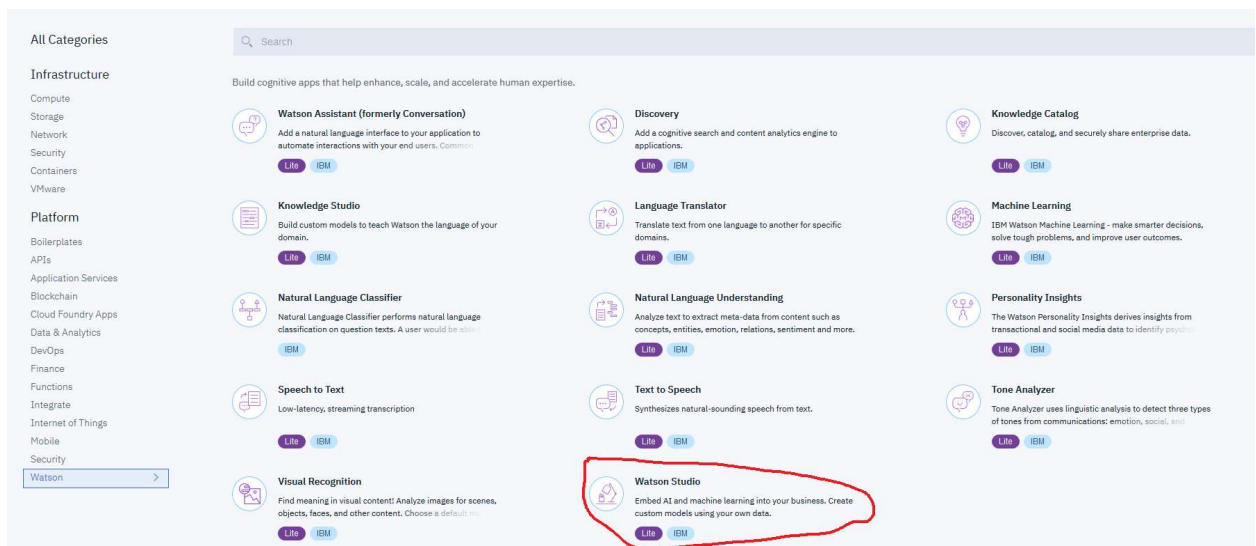 All Categories
Search
Infrastructure
Compute
Storage
Network
Security
Containers
VMware
Platform
Boilerplates
APIs
Application Services
Blockchain
Cloud Foundry Apps
Data & Analytics
DevOps
Finance
Functions
Integrate
Internet of Things
Mobile
Security
Watson
Build cognitive apps that help enhance, scale, and accelerate human expertise.
Watson Assistant (formerly Conversation)
Add a natural language interface to your application to
automate interactions with your end users. Common
Lite IBM
Discovery
Add a cognitive search and content analytics engine to
applications.
Lite IBM
Knowledge Catalog
Discover, catalog, and securely share enterprise data.
Lite IBM
Knowledge Studio
Build custom models to teach Watson the language of your
domain.
Lite IBM
Language Translator
Translate text from one language to another for specific
domains.
Lite IBM
Machine Learning
IBM Watson Machine Learning - make smarter decisions,
solve tough problems, and improve user outcomes.
Lite IBM
Natural Language Classifier
Natural Language Classifier performs natural language
classification on question texts. A user would be able
IBM
Natural Language Understanding
Analyze text to extract meta-data from content such as
concepts, entities, emotion, relations, sentiment and more.
Lite IBM
Personality Insights
The Watson Personality Insights derives insights from
transactional and social media data to identify
Lite IBM
Speech to Text
Low-latency, streaming transcription
Lite IBM
Text to Speech
Synthesizes natural-sounding speech from text.
Lite IBM
Tone Analyzer
Tone Analyzer uses linguistic analysis to detect three types
of tones from communications: emotion, social, and
Lite IBM
Visual Recognition
Find meaning in visual content! Analyze images for scenes,
objects, faces, and other content. Choose a default
Lite IBM
Watson Studio
Embed AI and machine learning into your business. Create
custom models using your own data.
Lite IBM